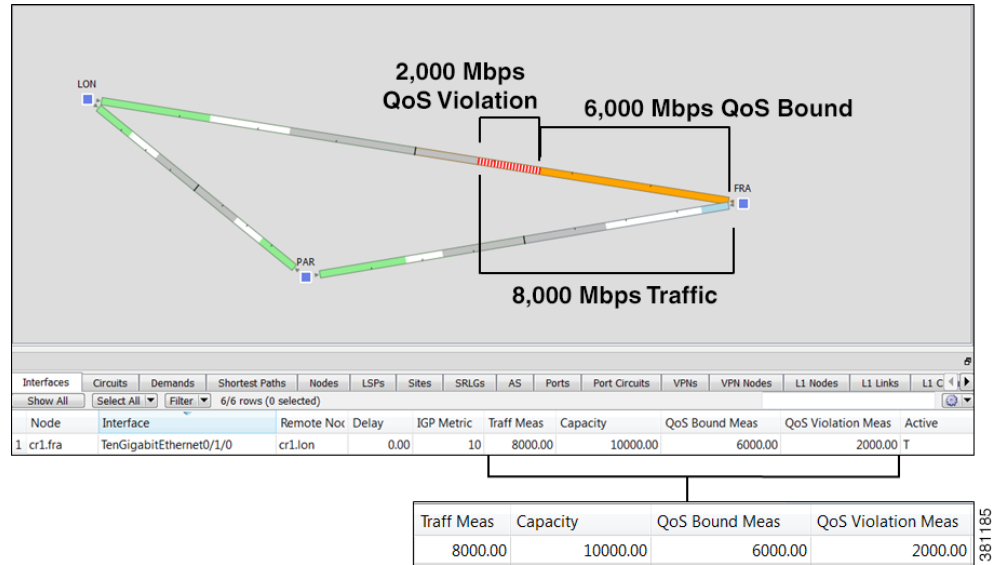 2,000 Mbps
QoS Violation
6,000 Mbps QoS Bound
LON
FRA
PAR
8,000 Mbps Traffic
Interfaces Circuits Demands Shortest Paths Nodes LSPs Sites SRLGs AS Ports Port Circuits VPNs VPN Nodes L1 Nodes L1 Links L1 C
Show All Select All Filter 6/6 rows (0 selected)
Node Interface Remote Noc Delay IGP Metric Traff Meas Capacity QoS Bound Meas QoS Violation Meas Active
1 cr1.fra TenGigabitEthernet0/1/0 cr1.lon 0.00 10 8000.00 10000.00 6000.00 2000.00 T
Traff Meas Capacity QoS Bound Meas QoS Violation Meas
8000.00 10000.00 6000.00 2000.00
381185